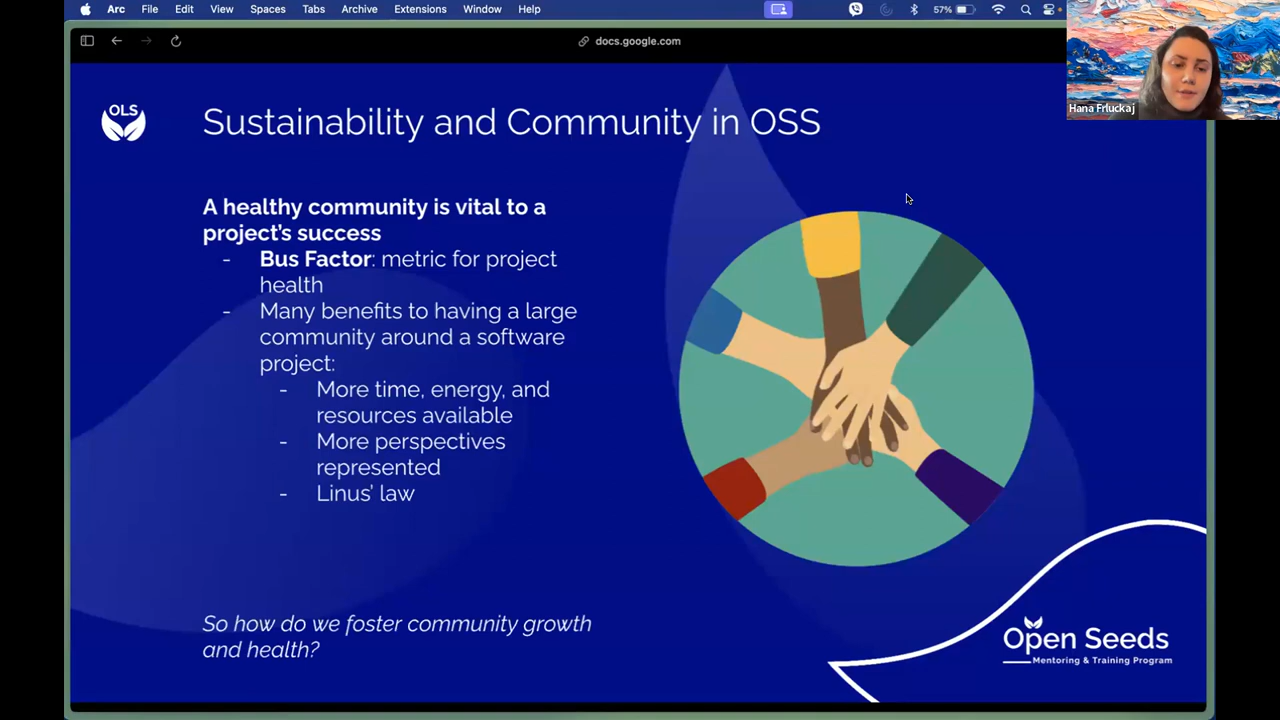 Arc File Edit View Spaces Tabs Archive Extensions Window Help 57%
docs.google.com
Hana Frluckaj
OLS
Sustainability and Community in OSS
A healthy community is vital to a
project's success
- Bus Factor: metric for project
health
- Many benefits to having a large
community around a software
project:
- More time, energy, and
resources available
- More perspectives
represented
- Linus' law
So how do we foster community growth
and health?
Open Seeds
Mentoring & Training Program